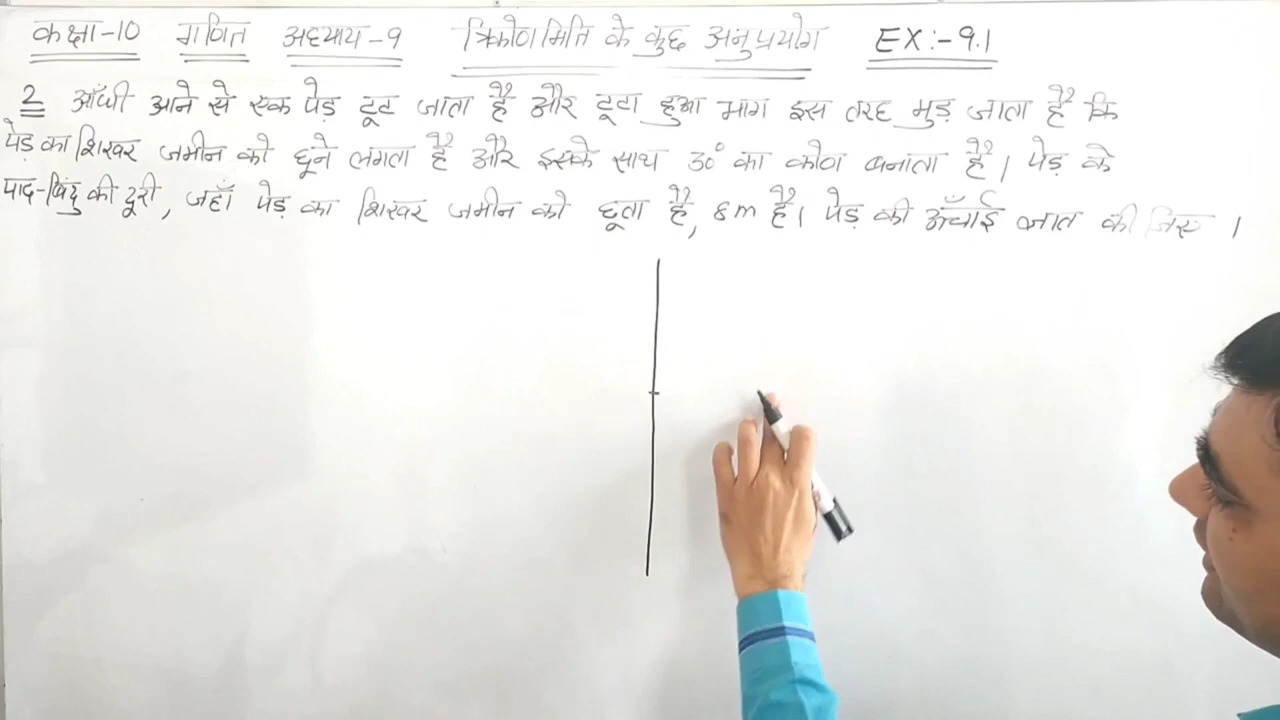 कक्षा-10 गणित अध्याय-9 त्रिकोणमिति के कुछ अनुप्रयोग EX:-9.1
2 आँधी आने से एक पेड़ टूट जाता है और टूटा हुआ भाग इस तरह मुड़ जाता है कि
पेड़ का शिखर जमीन को छूने लगता है और इसके साथ 30° का कोण बनाता है। पेड़ के
पाद-बिंदु की दूरी, जहाँ पेड़ का शिखर जमीन को छूता है, 8m है। पेड़ की ऊँचाई ज्ञात कीजिए।